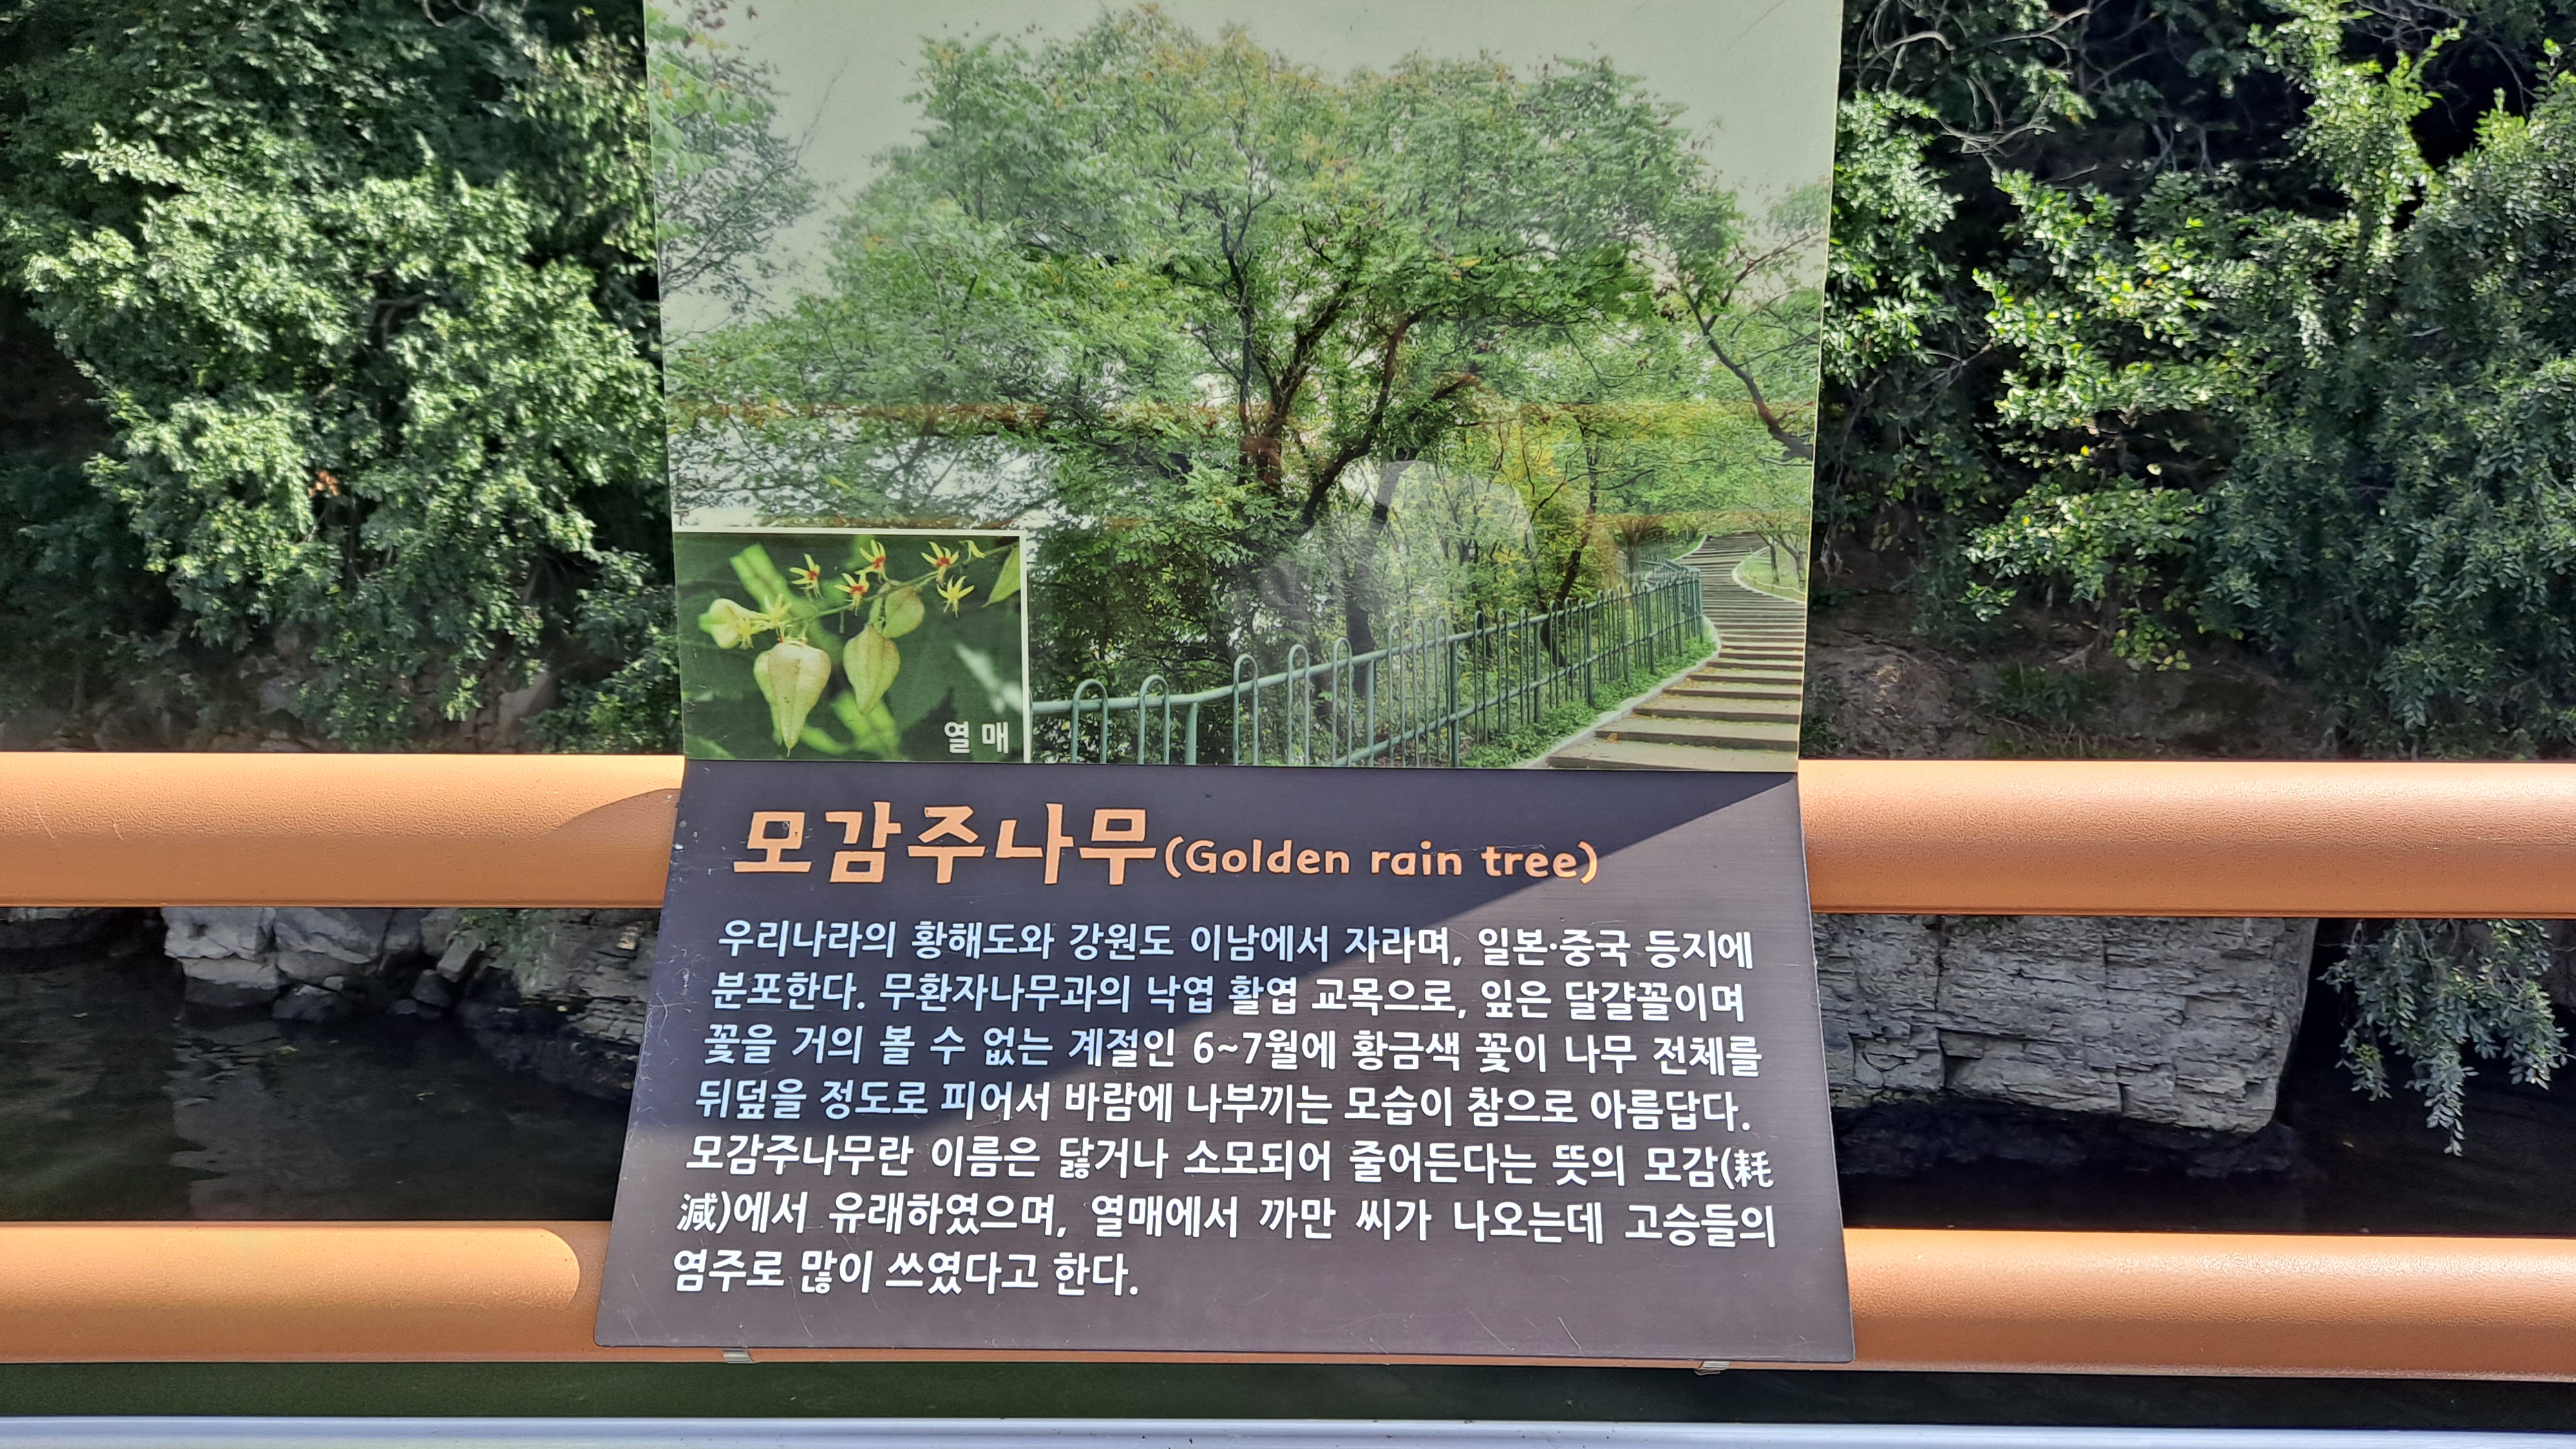 열매
모감주나무(Golden rain tree)
우리나라의 황해도와 강원도 이남에서 자라며, 일본·중국 등지에
분포한다. 무환자나무과의 낙엽 활엽 교목으로, 잎은 달걀꼴이며
꽃을 거의 볼 수 없는 계절인 6~7월에 황금색 꽃이 나무 전체를
뒤덮을 정도로 피어서 바람에 나부끼는 모습이 참으로 아름답다.
모감주나무란 이름은 닳거나 소모되어 줄어든다는 뜻의 모감(耗
減)에서 유래하였으며, 열매에서 까만 씨가 나오는데 고승들의
염주로 많이 쓰였다고 한다.